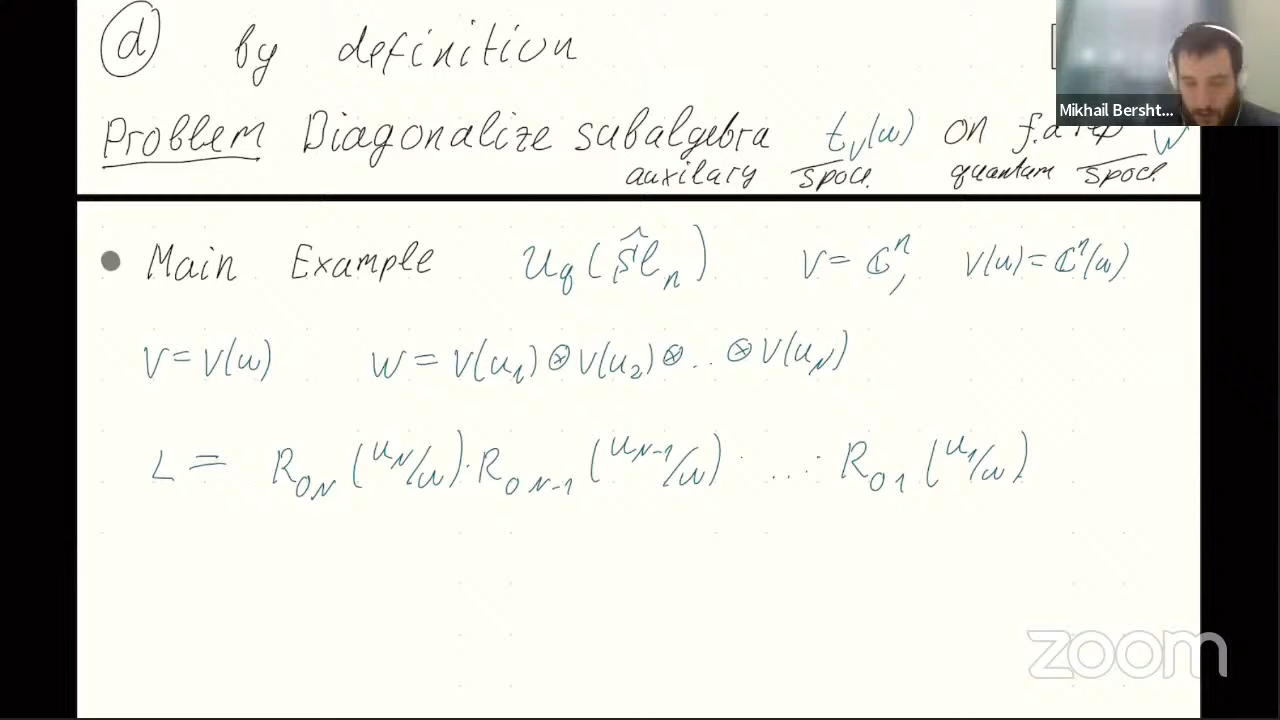 ⓓ by definition
Mikhail Bersht...
Problem Diagonalize subalgebra t_V(u) on f.d rep W
auxilary space. quantum space.
• Main Example U_q(\hat{sl}_n) V = ℂ^n, V(u) = ℂ^n(u)
V = V(u) W = V(u_1) ⊗ V(u_2) ⊗ .. ⊗ V(u_N)
L = R_{0N}(u_N/u) · R_{0 N-1}(u_{N-1}/u) · ... · R_{01}(u_1/u)
zoom